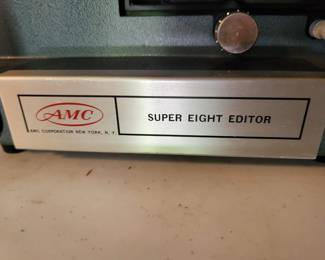 AMC
AMC CORPORATION NEW YORK, N. Y.
SUPER EIGHT EDITOR